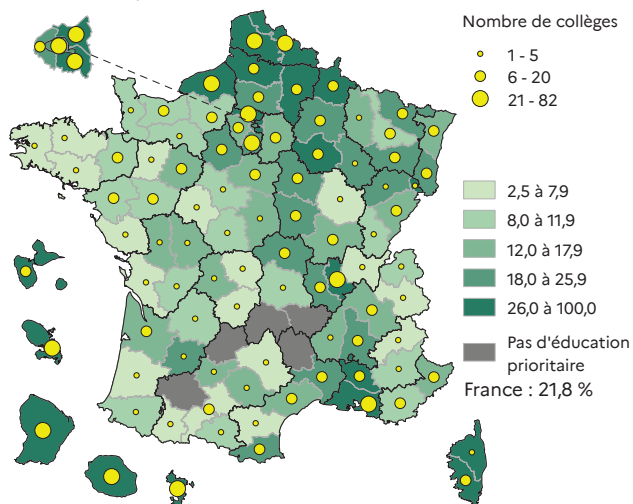 Nombre de collèges
1 - 5
6 - 20
21 - 82
2,5 à 7,9
8,0 à 11,9
12,0 à 17,9
18,0 à 25,9
26,0 à 100,0
Pas d'éducation
prioritaire
France : 21,8 %